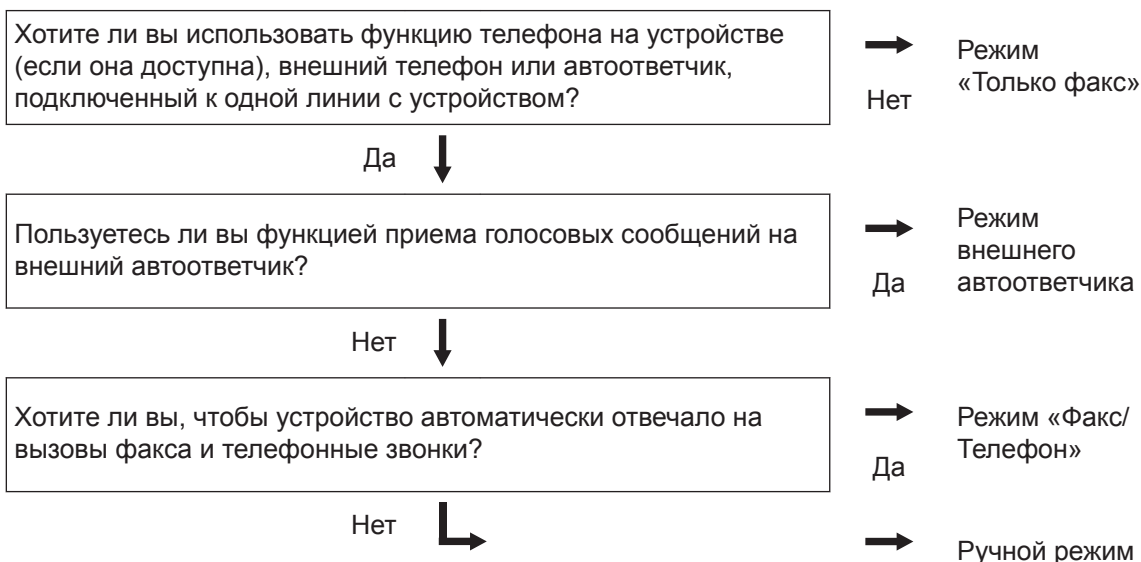 Хотите ли вы использовать функцию телефона на устройстве
(если она доступна), внешний телефон или автоответчик,
подключенный к одной линии с устройством?
Нет
Режим
«Только факс»
Да
Пользуетесь ли вы функцией приема голосовых сообщений на
внешний автоответчик?
Да
Режим
внешнего
автоответчика
Нет
Хотите ли вы, чтобы устройство автоматически отвечало на
вызовы факса и телефонные звонки?
Да
Режим «Факс/
Телефон»
Нет
Ручной режим